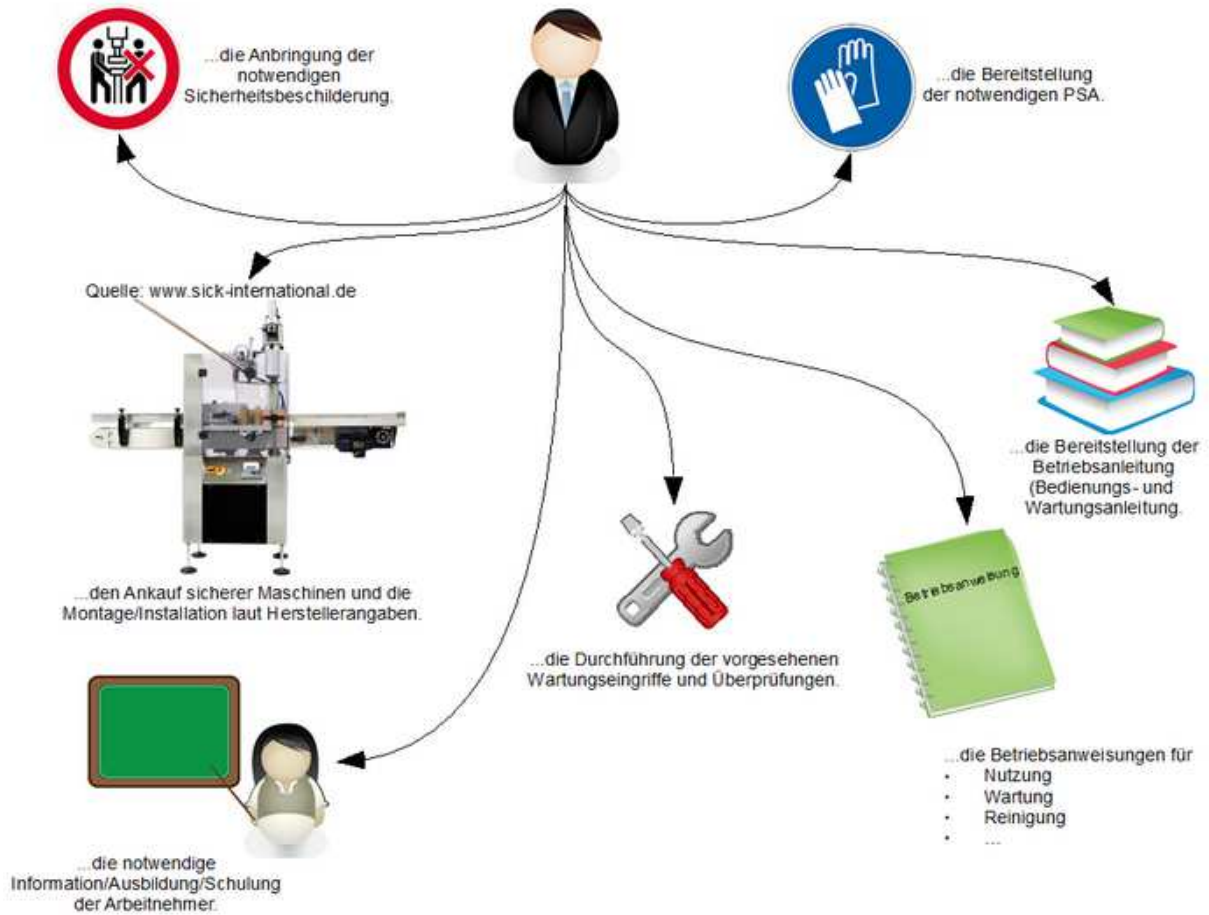 ...die Anbringung der
notwendigen
Sicherheitsbeschilderung.
...die Bereitstellung
der notwendigen PSA.
Quelle: www.sick-international.de
...den Ankauf sicherer Maschinen und die
Montage/Installation laut Herstellerangaben.
...die Bereitstellung der
Betriebsanleitung
(Bedienungs- und
Wartungsanleitung.
...die Durchführung der vorgesehenen
Wartungseingriffe und Überprüfungen.
Betriebsanweisung
...die Betriebsanweisungen für
• Nutzung
• Wartung
• Reinigung
• ...
...die notwendige
Information/Ausbildung/Schulung
der Arbeitnehmer.